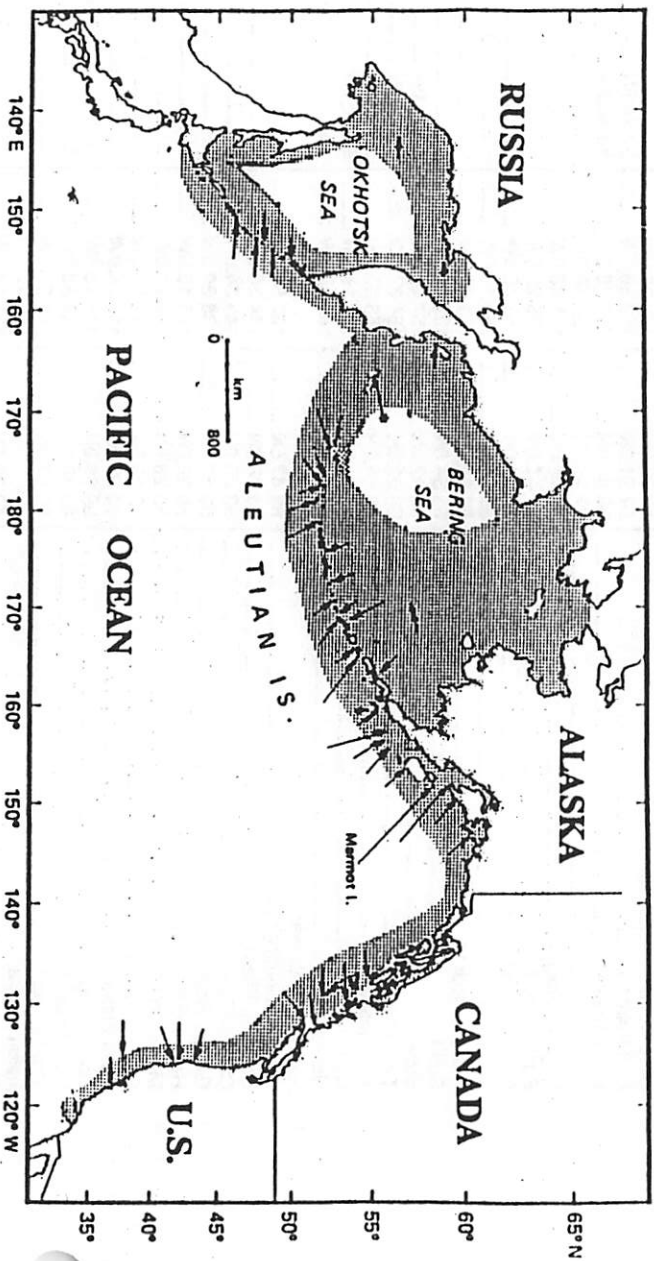 RUSSIA
ALASKA
CANADA
U.S.
OKHOTSK
SEA
BERING
SEA
ALEUTIAN IS.
PACIFIC OCEAN
Marmot I.
0
km
800
140° E
150°
160°
170°
180°
170°
160°
150°
140°
130°
120° W
35°
40°
45°
50°
55°
60°
65° N